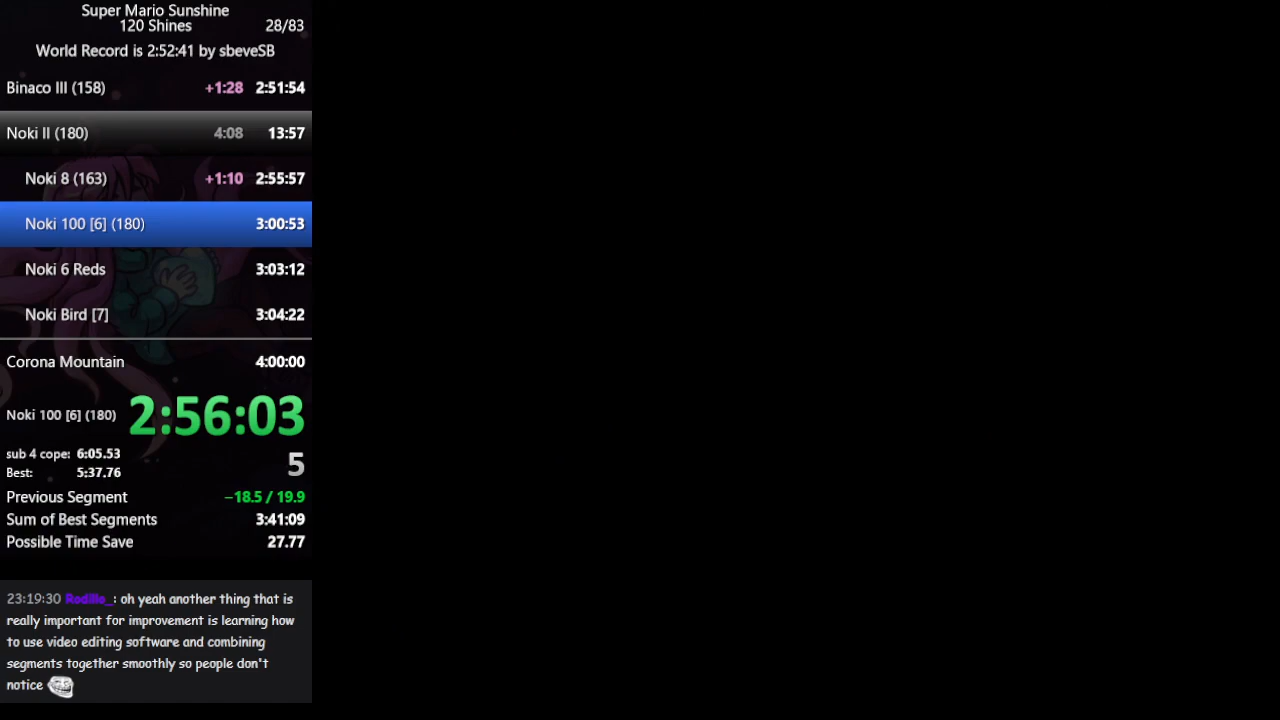 Super Mario Sunshine
120 Shines 28/83
World Record is 2:52:41 by sbeveSB
Binaco III (158) +1:28 2:51:54
Noki II (180) 4:08 13:57
Noki 8 (163) +1:10 2:55:57
Noki 100 [6] (180) 3:00:53
Noki 6 Reds 3:03:12
Noki Bird [7] 3:04:22
Corona Mountain 4:00:00
Noki 100 [6] (180) 2:56:03
sub 4 cope: 6:05.53
Best: 5:37.76 5
Previous Segment −18.5 / 19.9
Sum of Best Segments 3:41:09
Possible Time Save 27.77
23:19:30 Rodillo_: oh yeah another thing that is
really important for improvement is learning how
to use video editing software and combining
segments together smoothly so people don't
notice